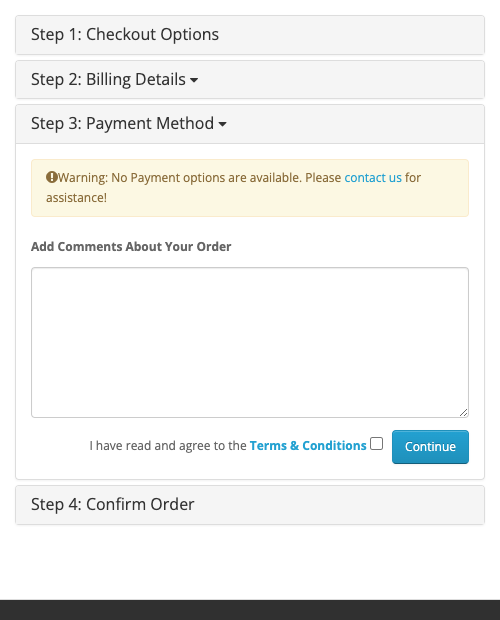 Step 1: Checkout Options
Step 2: Billing Details
Step 3: Payment Method
Warning: No Payment options are available. Please contact us for
assistance!
Add Comments About Your Order
I have read and agree to the Terms & Conditions
Continue
Step 4: Confirm Order